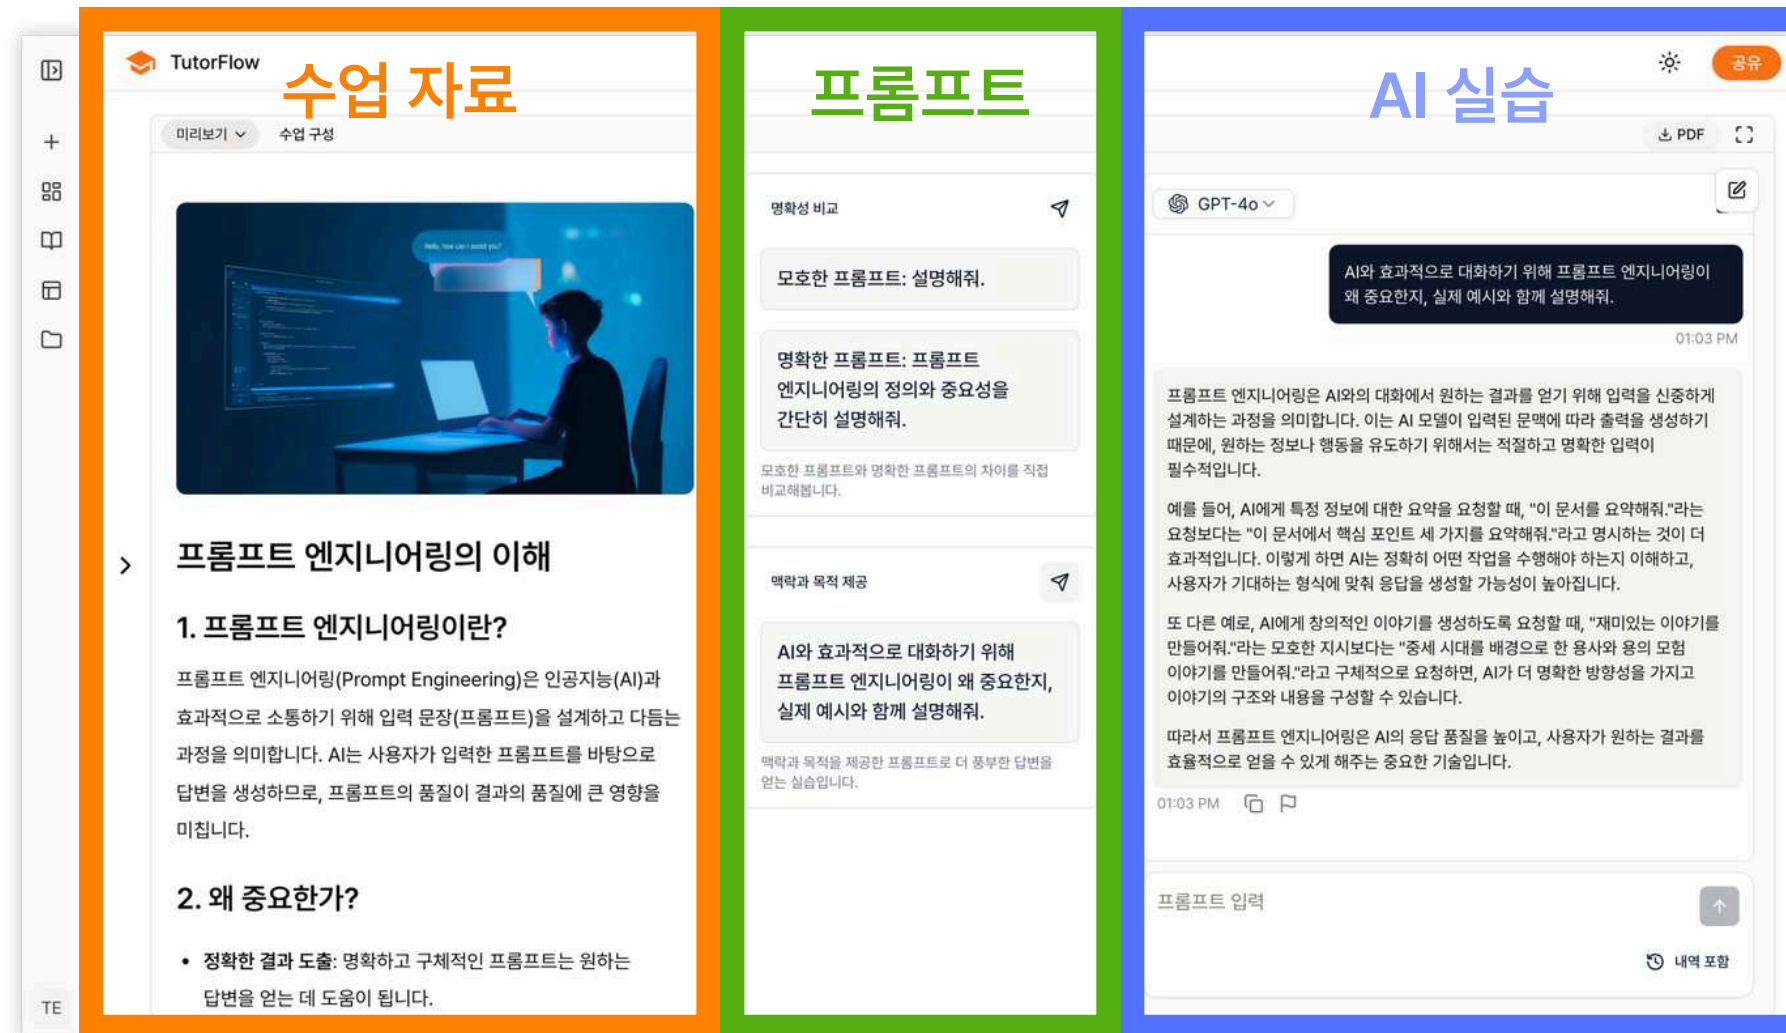 TutorFlow
수업 자료
미리보기
수업 구성
Hello, how can I assist you?
프롬프트 엔지니어링의 이해
1. 프롬프트 엔지니어링이란?
프롬프트 엔지니어링(Prompt Engineering)은 인공지능(AI)과
효과적으로 소통하기 위해 입력 문장(프롬프트)을 설계하고 다듬는
과정을 의미합니다. AI는 사용자가 입력한 프롬프트를 바탕으로
답변을 생성하므로, 프롬프트의 품질이 결과의 품질에 큰 영향을
미칩니다.
2. 왜 중요한가?
• 정확한 결과 도출: 명확하고 구체적인 프롬프트는 원하는
답변을 얻는 데 도움이 됩니다.
TE
프롬프트
명확성 비교
모호한 프롬프트: 설명해줘.
명확한 프롬프트: 프롬프트
엔지니어링의 정의와 중요성을
간단히 설명해줘.
모호한 프롬프트와 명확한 프롬프트의 차이를 직접
비교해봅니다.
맥락과 목적 제공
AI와 효과적으로 대화하기 위해
프롬프트 엔지니어링이 왜 중요한지,
실제 예시와 함께 설명해줘.
맥락과 목적을 제공한 프롬프트로 더 풍부한 답변을
얻는 실습입니다.
AI 실습
공유
PDF
GPT-4o
AI와 효과적으로 대화하기 위해 프롬프트 엔지니어링이
왜 중요한지, 실제 예시와 함께 설명해줘.
01:03 PM
프롬프트 엔지니어링은 AI와의 대화에서 원하는 결과를 얻기 위해 입력을 신중하게
설계하는 과정을 의미합니다. 이는 AI 모델이 입력된 문맥에 따라 출력을 생성하기
때문에, 원하는 정보나 행동을 유도하기 위해서는 적절하고 명확한 입력이
필수적입니다.
예를 들어, AI에게 특정 정보에 대한 요약을 요청할 때, "이 문서를 요약해줘."라는
요청보다는 "이 문서에서 핵심 포인트 세 가지를 요약해줘."라고 명시하는 것이 더
효과적입니다. 이렇게 하면 AI는 정확히 어떤 작업을 수행해야 하는지 이해하고,
사용자가 기대하는 형식에 맞춰 응답을 생성할 가능성이 높아집니다.
또 다른 예로, AI에게 창의적인 이야기를 생성하도록 요청할 때, "재미있는 이야기를
만들어줘."라는 모호한 지시보다는 "중세 시대를 배경으로 한 용사와 용의 모험
이야기를 만들어줘."라고 구체적으로 요청하면, AI가 더 명확한 방향성을 가지고
이야기의 구조와 내용을 구성할 수 있습니다.
따라서 프롬프트 엔지니어링은 AI의 응답 품질을 높이고, 사용자가 원하는 결과를
효율적으로 얻을 수 있게 해주는 중요한 기술입니다.
01:03 PM
프롬프트 입력
내역 포함